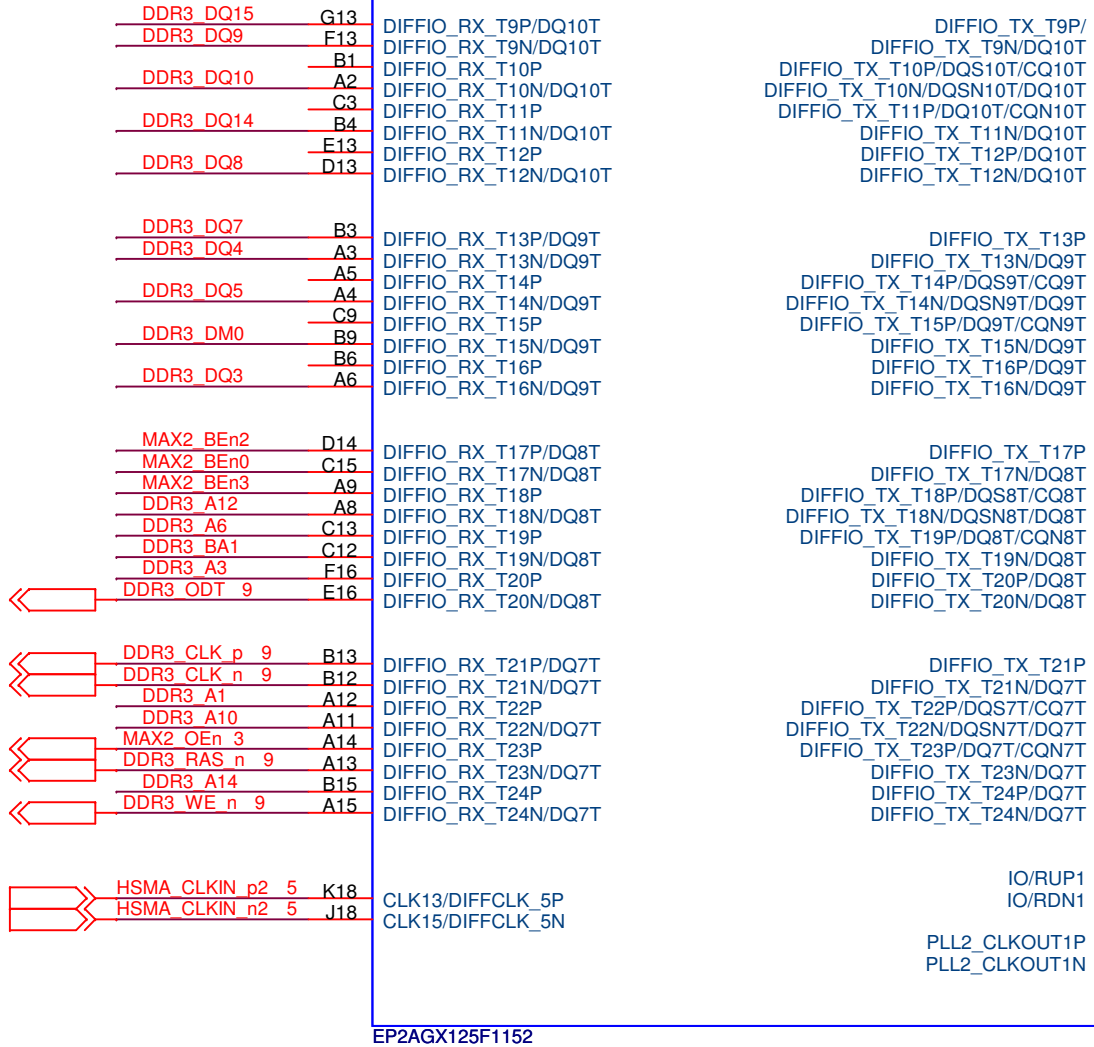 DDR3_DQ15 G13 DIFFIO_RX_T9P/DQ10T DIFFIO_TX_T9P/
DDR3_DQ9 F13 DIFFIO_RX_T9N/DQ10T DIFFIO_TX_T9N/DQ10T
B1 DIFFIO_RX_T10P DIFFIO_TX_T10P/DQS10T/CQ10T
DDR3_DQ10 A2 DIFFIO_RX_T10N/DQ10T DIFFIO_TX_T10N/DQSN10T/DQ10T
C3 DIFFIO_RX_T11P DIFFIO_TX_T11P/DQ10T/CQN10T
DDR3_DQ14 B4 DIFFIO_RX_T11N/DQ10T DIFFIO_TX_T11N/DQ10T
E13 DIFFIO_RX_T12P DIFFIO_TX_T12P/DQ10T
DDR3_DQ8 D13 DIFFIO_RX_T12N/DQ10T DIFFIO_TX_T12N/DQ10T
DDR3_DQ7 B3 DIFFIO_RX_T13P/DQ9T DIFFIO_TX_T13P
DDR3_DQ4 A3 DIFFIO_RX_T13N/DQ9T DIFFIO_TX_T13N/DQ9T
A5 DIFFIO_RX_T14P DIFFIO_TX_T14P/DQS9T/CQ9T
DDR3_DQ5 A4 DIFFIO_RX_T14N/DQ9T DIFFIO_TX_T14N/DQSN9T/DQ9T
C9 DIFFIO_RX_T15P DIFFIO_TX_T15P/DQ9T/CQN9T
DDR3_DM0 B9 DIFFIO_RX_T15N/DQ9T DIFFIO_TX_T15N/DQ9T
B6 DIFFIO_RX_T16P DIFFIO_TX_T16P/DQ9T
DDR3_DQ3 A6 DIFFIO_RX_T16N/DQ9T DIFFIO_TX_T16N/DQ9T
MAX2_BEn2 D14 DIFFIO_RX_T17P/DQ8T DIFFIO_TX_T17P
MAX2_BEn0 C15 DIFFIO_RX_T17N/DQ8T DIFFIO_TX_T17N/DQ8T
MAX2_BEn3 A9 DIFFIO_RX_T18P DIFFIO_TX_T18P/DQS8T/CQ8T
DDR3_A12 A8 DIFFIO_RX_T18N/DQ8T DIFFIO_TX_T18N/DQSN8T/DQ8T
DDR3_A6 C13 DIFFIO_RX_T19P DIFFIO_TX_T19P/DQ8T/CQN8T
DDR3_BA1 C12 DIFFIO_RX_T19N/DQ8T DIFFIO_TX_T19N/DQ8T
DDR3_A3 F16 DIFFIO_RX_T20P DIFFIO_TX_T20P/DQ8T
DDR3_ODT 9 E16 DIFFIO_RX_T20N/DQ8T DIFFIO_TX_T20N/DQ8T
DDR3_CLK_p 9 B13 DIFFIO_RX_T21P/DQ7T DIFFIO_TX_T21P
DDR3_CLK_n 9 B12 DIFFIO_RX_T21N/DQ7T DIFFIO_TX_T21N/DQ7T
DDR3_A1 A12 DIFFIO_RX_T22P DIFFIO_TX_T22P/DQS7T/CQ7T
DDR3_A10 A11 DIFFIO_RX_T22N/DQ7T DIFFIO_TX_T22N/DQSN7T/DQ7T
MAX2_OEn 3 A14 DIFFIO_RX_T23P DIFFIO_TX_T23P/DQ7T/CQN7T
DDR3_RAS_n 9 A13 DIFFIO_RX_T23N/DQ7T DIFFIO_TX_T23N/DQ7T
DDR3_A14 B15 DIFFIO_RX_T24P DIFFIO_TX_T24P/DQ7T
DDR3_WE_n 9 A15 DIFFIO_RX_T24N/DQ7T DIFFIO_TX_T24N/DQ7T
IO/RUP1
HSMA_CLKIN_p2 5 K18 CLK13/DIFFCLK_5P IO/RDN1
HSMA_CLKIN_n2 5 J18 CLK15/DIFFCLK_5N
PLL2_CLKOUT1P
PLL2_CLKOUT1N
EP2AGX125F1152